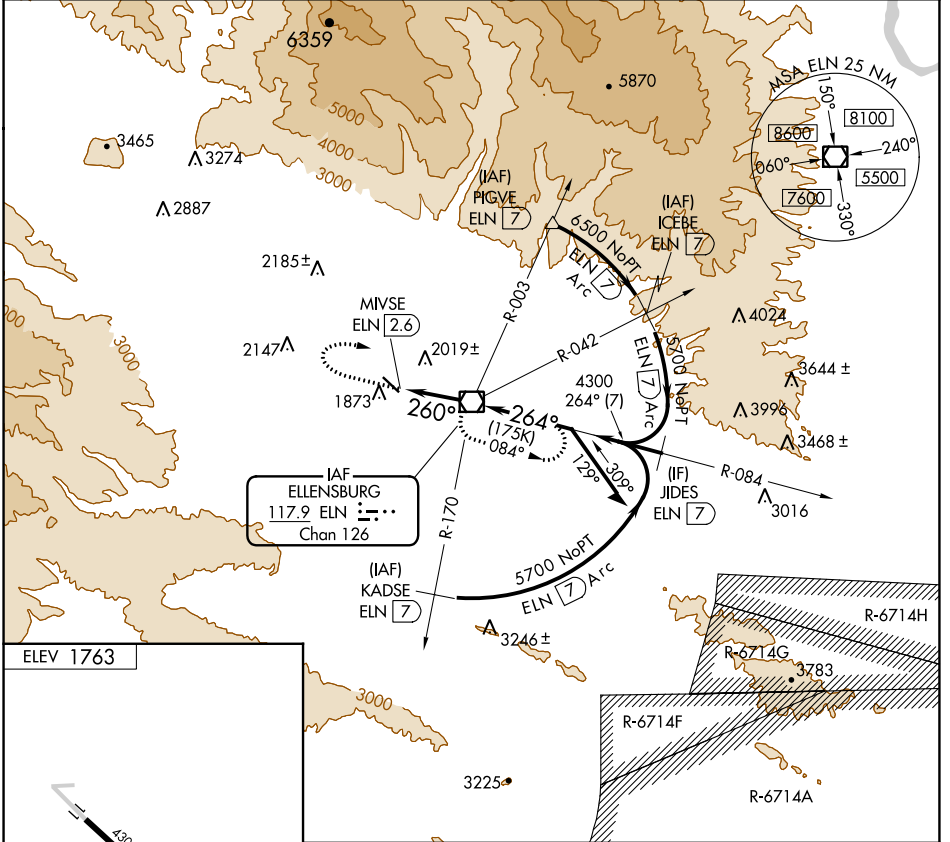 6359
5870
MSA ELN 25 NM
150°
8100
8600
060°
240°
5500
7600
330°
3465
3274
2887
5000
4000
3000
(IAF)
PIGVE
ELN 7
6500 NoPT
ELN 7
Arc
(IAF)
ICEBE
ELN 7
2185±
MIVSE
ELN 2.6
2147
2019±
1873
R-003
R-042
4024
5700 NoPT
ELN 7 Arc
3644 ±
3996
3468 ±
3000
3000
260°
264°
(175K)
084°
4300
264° (7)
129°
309°
(IF)
JIDES
ELN 7
R-084
3016
IAF
ELLENSBURG
117.9 ELN
Chan 126
R-170
(IAF)
KADSE
ELN 7
5700 NoPT
ELN 7 Arc
3246 ±
R-6714H
R-6714G
3783
R-6714F
R-6714A
ELEV 1763
3000
3225
430